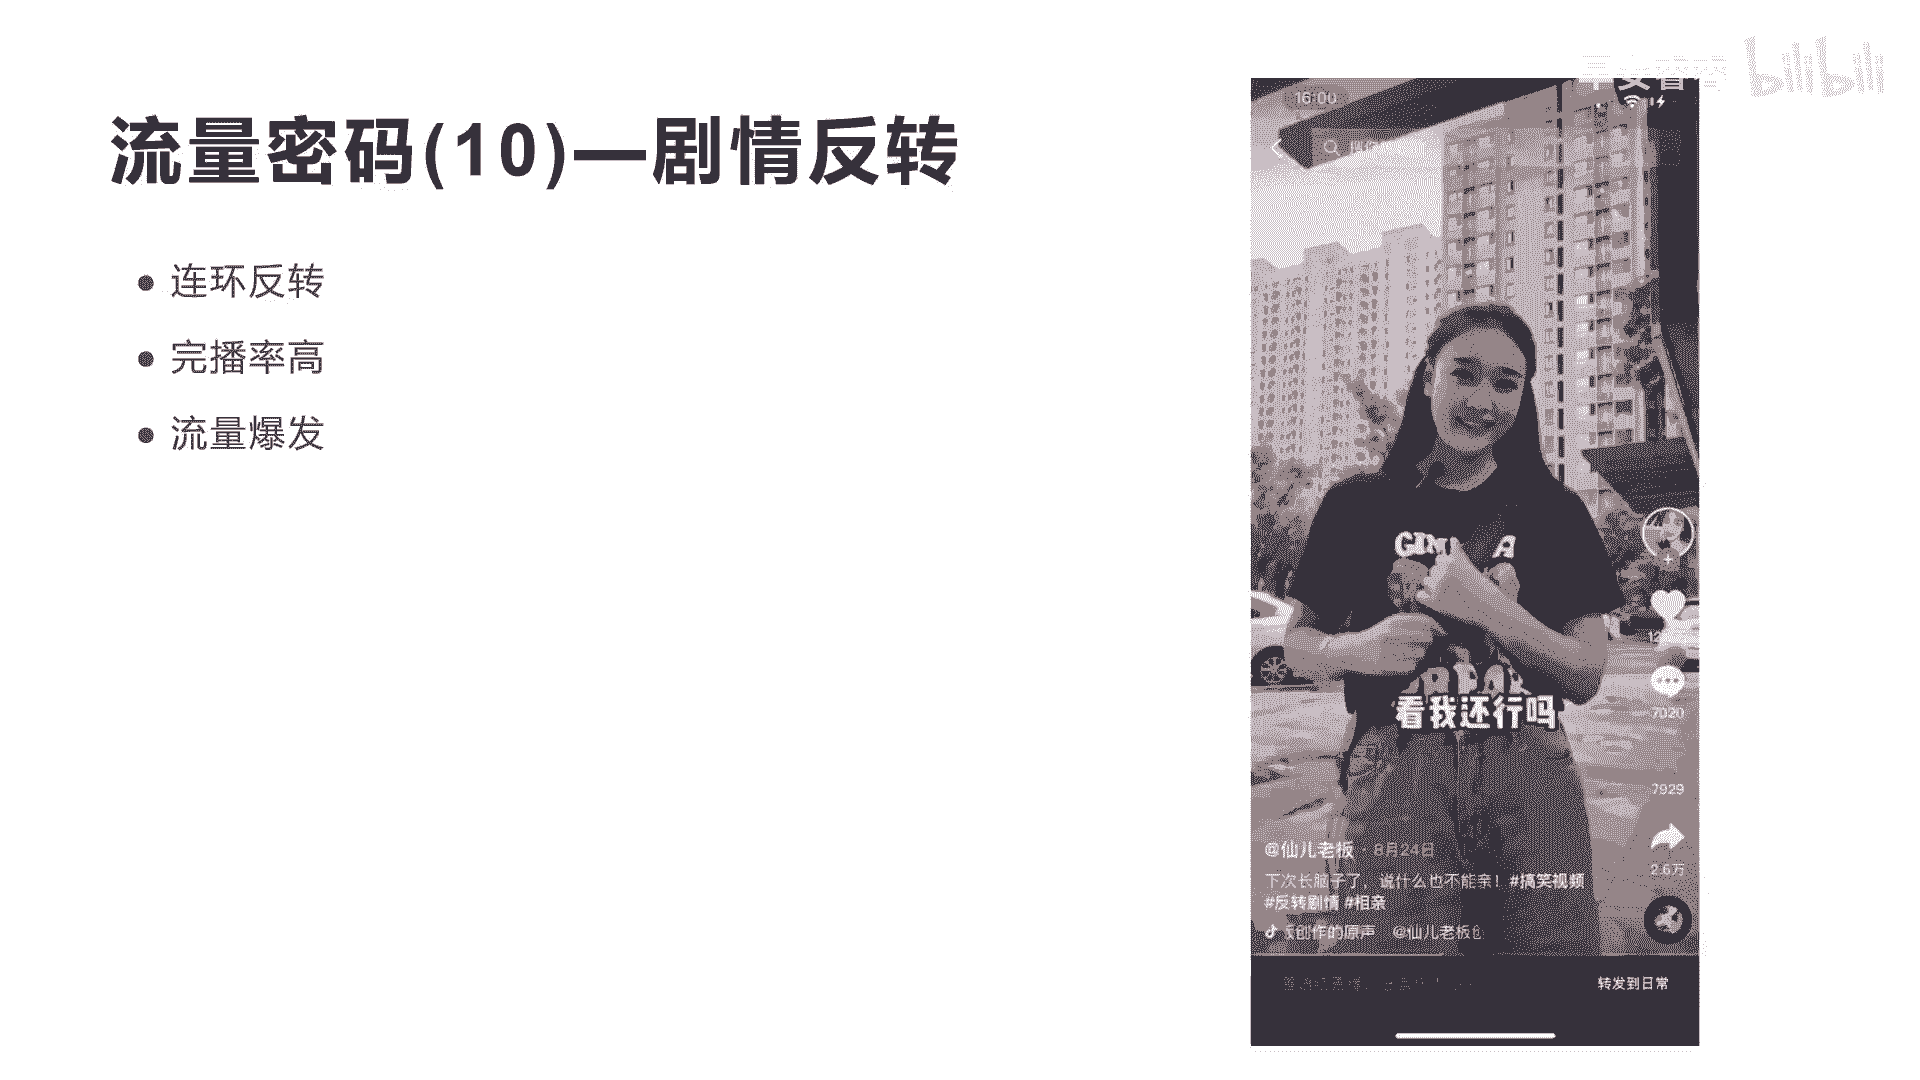 bilibili
流量密码(10)—剧情反转
连环反转
完播率高
流量爆发
16:00
看我还行吗
7020
7929
@仙儿老板 · 8月24日
2.6万
下次长脑子了，说什么也不能亲！#搞笑视频
#反转剧情 #相亲
创作的原声 @仙儿老板创
转发到日常